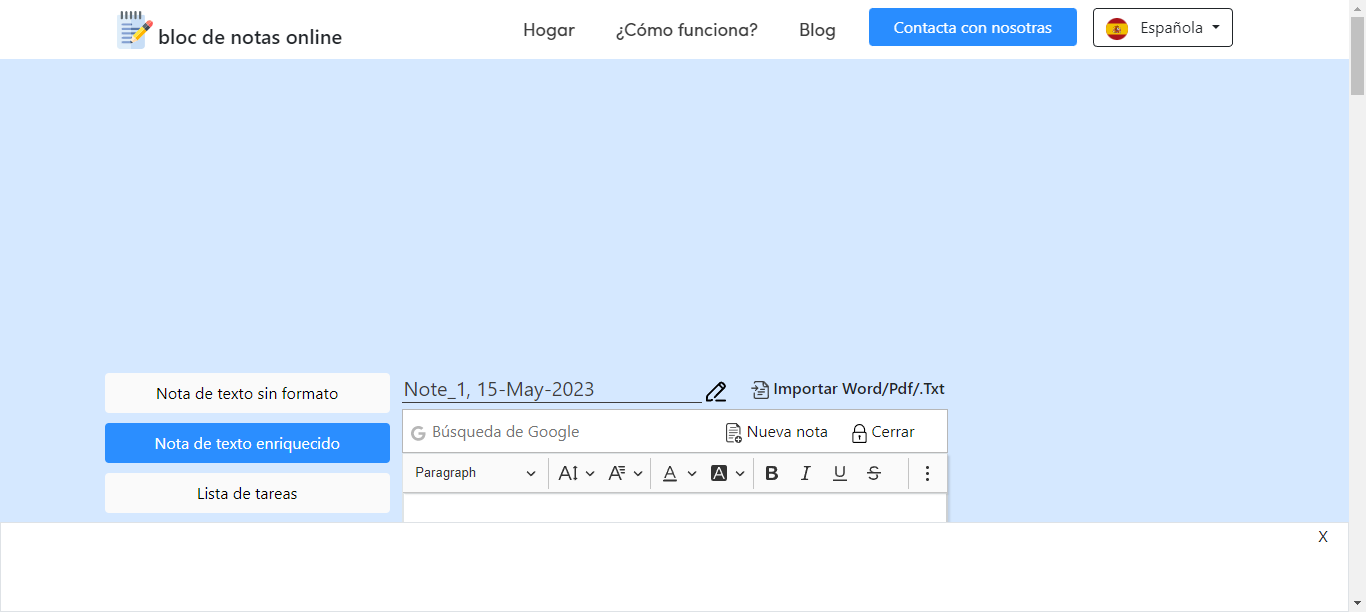 bloc de notas online
Hogar
¿Cómo funciona?
Blog
Contacta con nosotras
Española
Nota de texto sin formato
Nota de texto enriquecido
Lista de tareas
Note_1, 15-May-2023
Importar Word/Pdf/.Txt
Búsqueda de Google
Nueva nota
Cerrar
Paragraph
B I U S
X